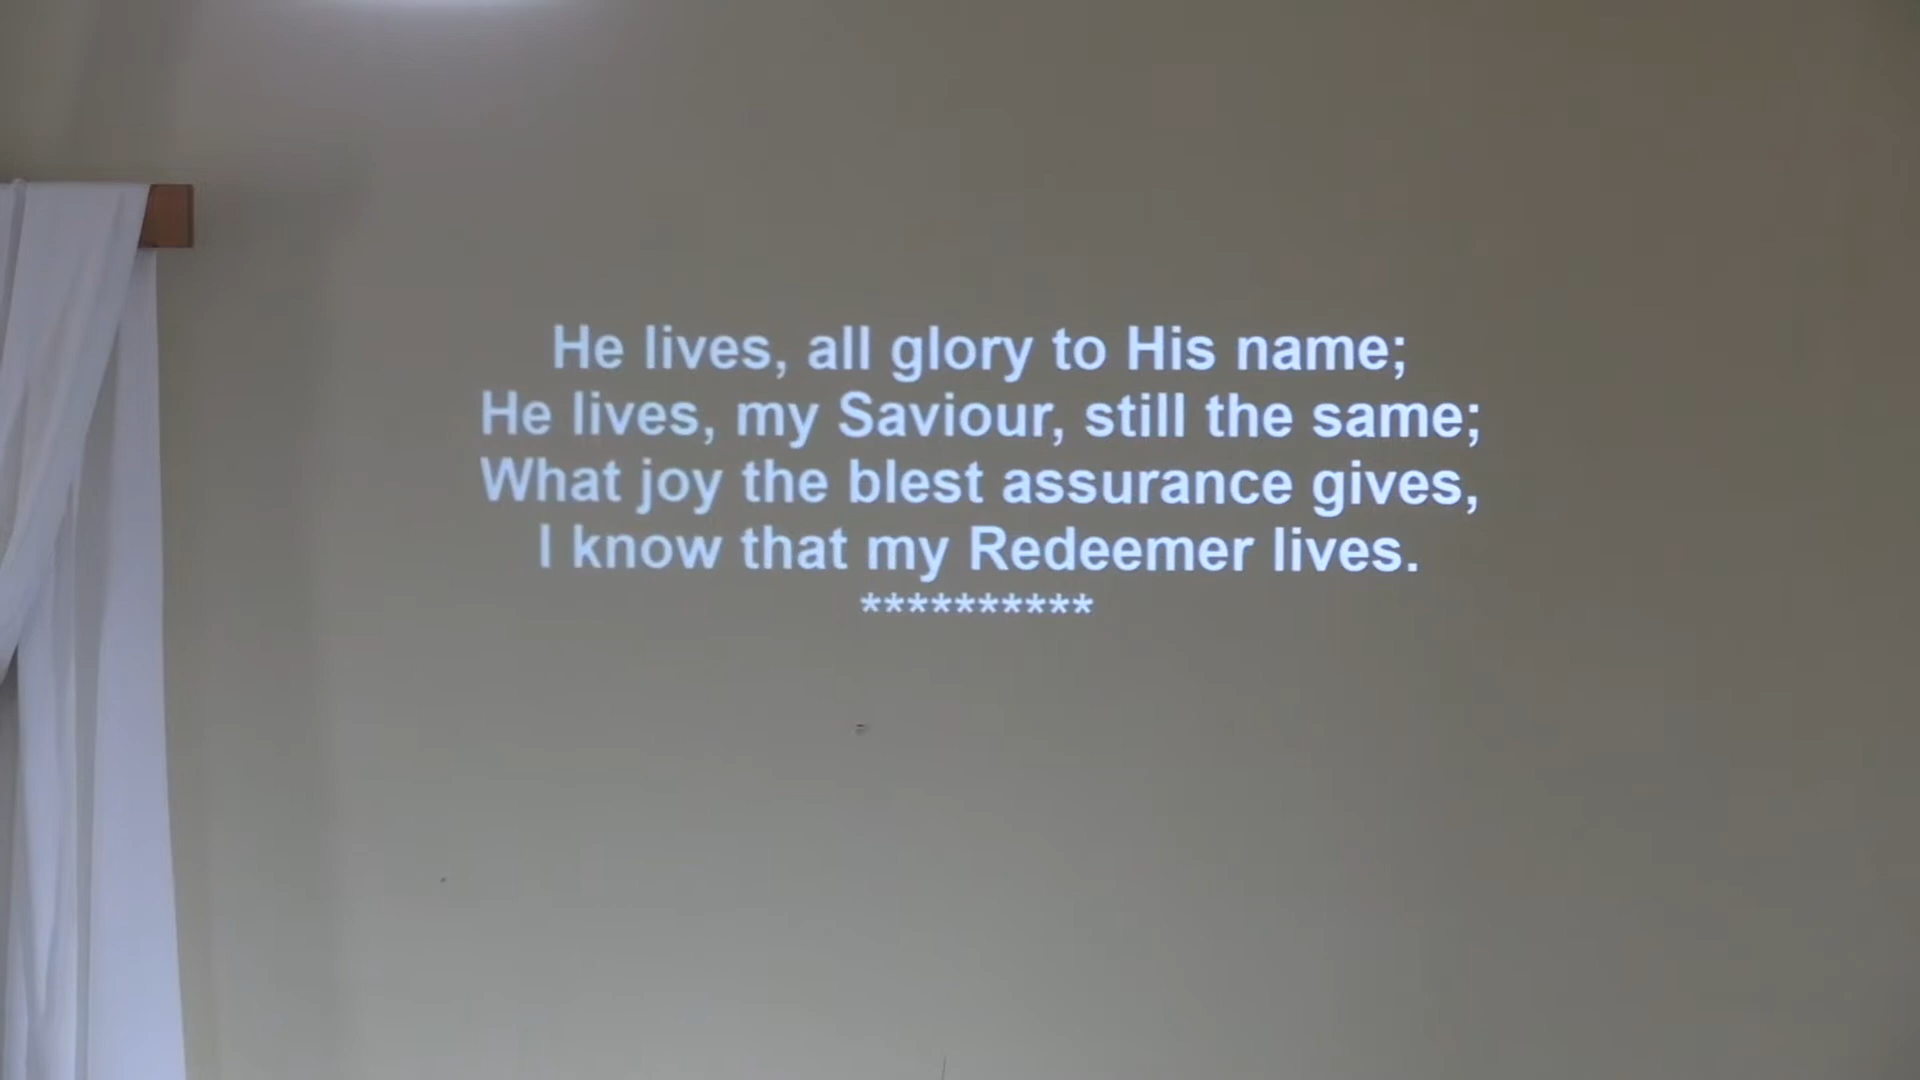 He lives, all glory to His name;
He lives, my Saviour, still the same;
What joy the blest assurance gives,
I know that my Redeemer lives.
**********